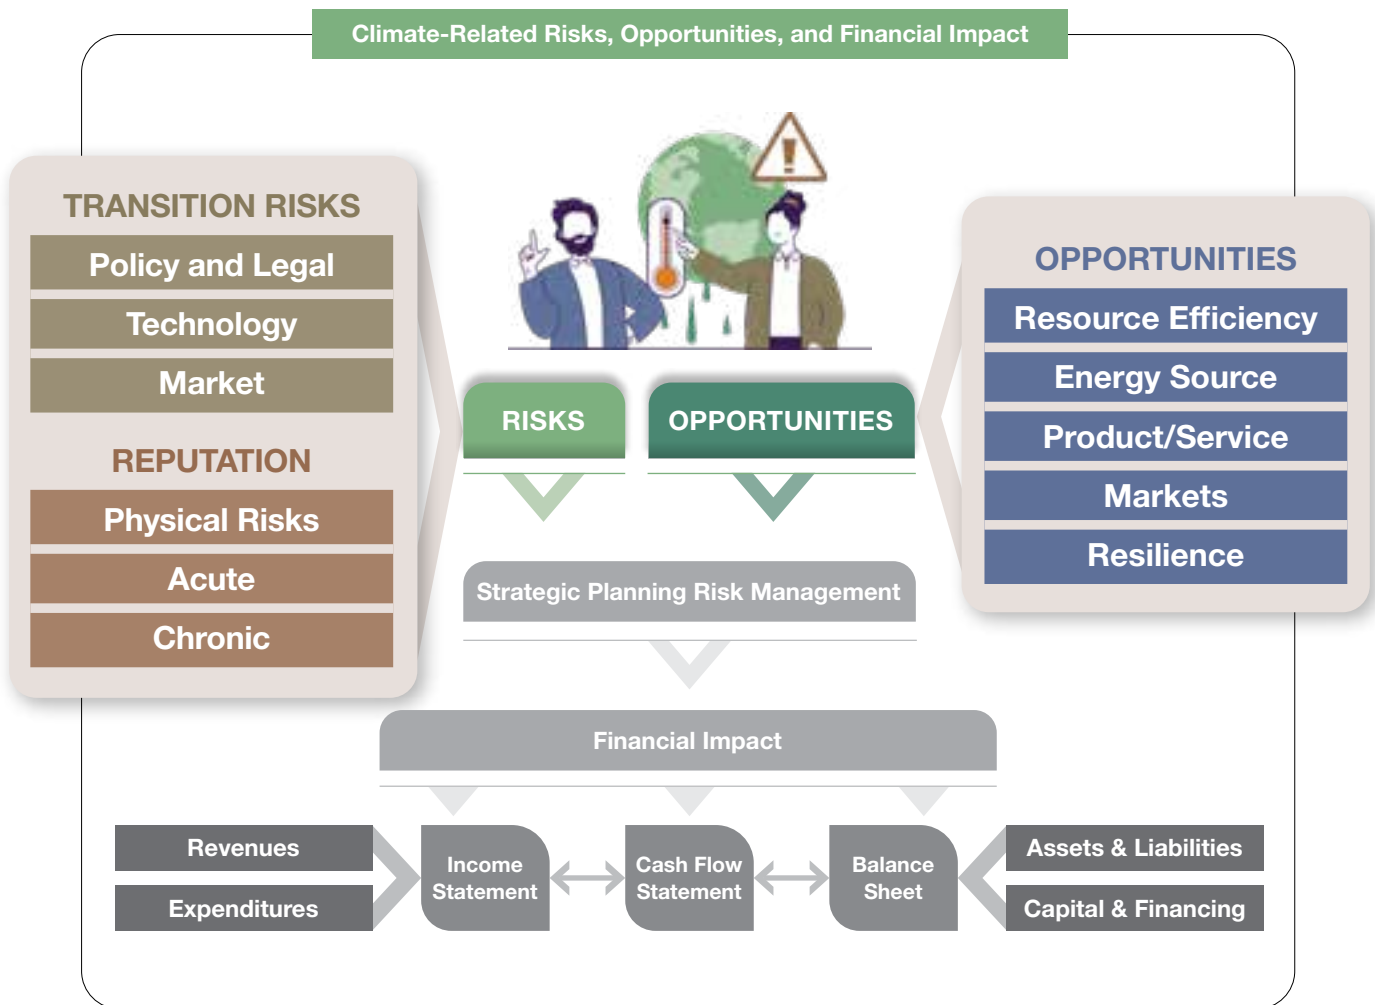 Climate-Related Risks, Opportunities, and Financial Impact
TRANSITION RISKS
Policy and Legal
Technology
Market
REPUTATION
Physical Risks
Acute
Chronic
RISKS
OPPORTUNITIES
OPPORTUNITIES
Resource Efficiency
Energy Source
Product/Service
Markets
Resilience
Strategic Planning Risk Management
Financial Impact
Revenues
Expenditures
Income
Statement
Cash Flow
Statement
Balance
Sheet
Assets & Liabilities
Capital & Financing